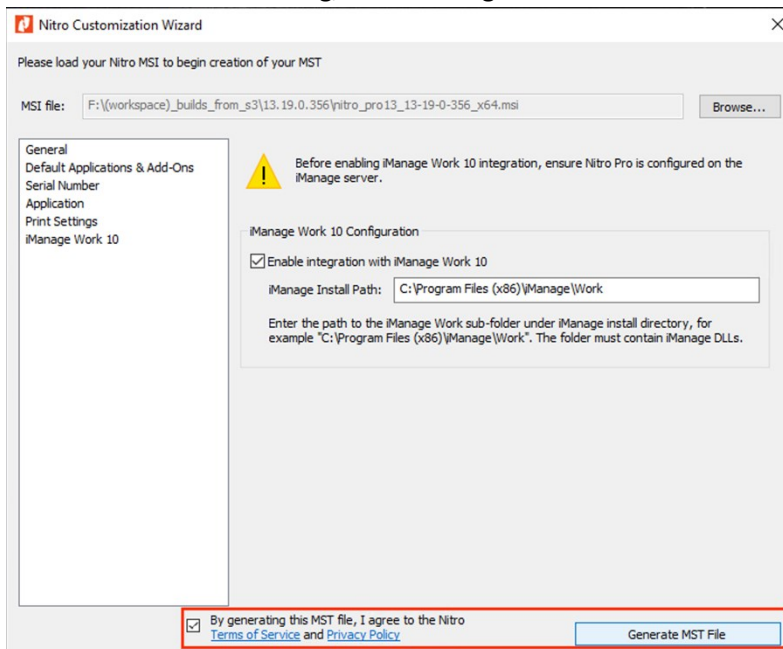 Nitro Customization Wizard
Please load your Nitro MSI to begin creation of your MST
MSI file: F:\(workspace)_builds_from_s3\13.19.0.356\nitro_pro13_13-19-0-356_x64.msi Browse...
General
Default Applications & Add-Ons
Serial Number
Application
Print Settings
iManage Work 10
Before enabling iManage Work 10 integration, ensure Nitro Pro is configured on the
iManage server.
iManage Work 10 Configuration
Enable integration with iManage Work 10
iManage Install Path: C:\Program Files (x86)\iManage\Work
Enter the path to the iManage Work sub-folder under iManage install directory, for
example "C:\Program Files (x86)\iManage\Work". The folder must contain iManage DLLs.
By generating this MST file, I agree to the Nitro
Terms of Service and Privacy Policy
Generate MST File